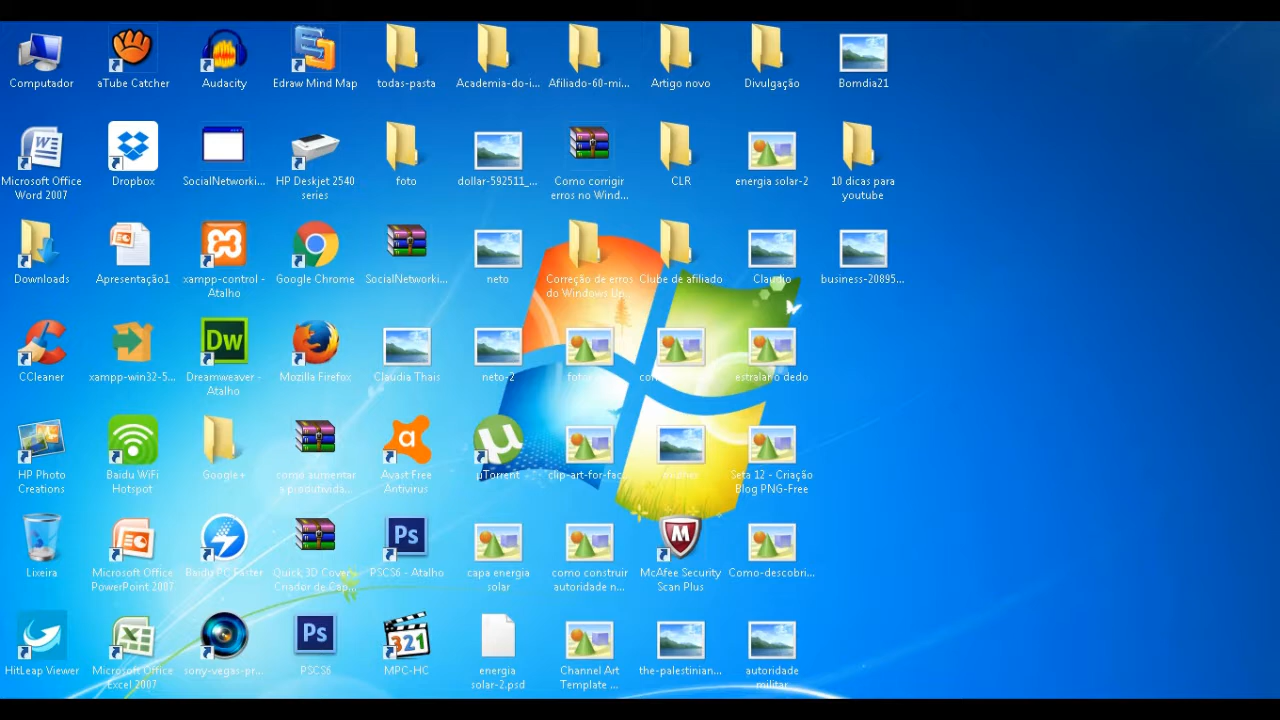 Computador
aTube Catcher
Audacity
Edraw Mind Map
todas-pasta
Academia-do-i...
Afiliado-60-mi...
Artigo novo
Divulgação
Bomdia21
Microsoft Office
Word 2007
Dropbox
SocialNetworki...
HP Deskjet 2540
series
foto
dollar-592511_...
Como corrigir
erros no Wind...
CLR
energia solar-2
10 dicas para
youtube
Downloads
Apresentação1
xampp-control -
Atalho
Google Chrome
SocialNetworki...
neto
Correção de erros
do Windows Up...
Clube de afiliado
Claudio
business-20895...
CCleaner
xampp-win32-5...
Dw
Dreamweaver -
Atalho
Mozilla Firefox
Claudia Thais
neto-2
estralar o dedo
HP Photo
Creations
Baidu WiFi
Hotspot
Google+
como aumentar
a produtivida...
Avast Free
Antivirus
µTorrent
clip-art-for-fac...
Seta 12 - Criação
Blog PNG-Free
Lixeira
Microsoft Office
PowerPoint 2007
Baidu PC Faster
Quick 3D Cover -
Criador de Cap...
Ps
PSCS6 - Atalho
capa energia
solar
como construir
autoridade n...
McAfee Security
Scan Plus
Como-descobri...
HitLeap Viewer
Microsoft Office
Excel 2007
sony-vegas-pr...
Ps
PSCS6
321
MPC-HC
energia
solar-2.psd
Channel Art
Template ...
the-palestinian...
autoridade
militar